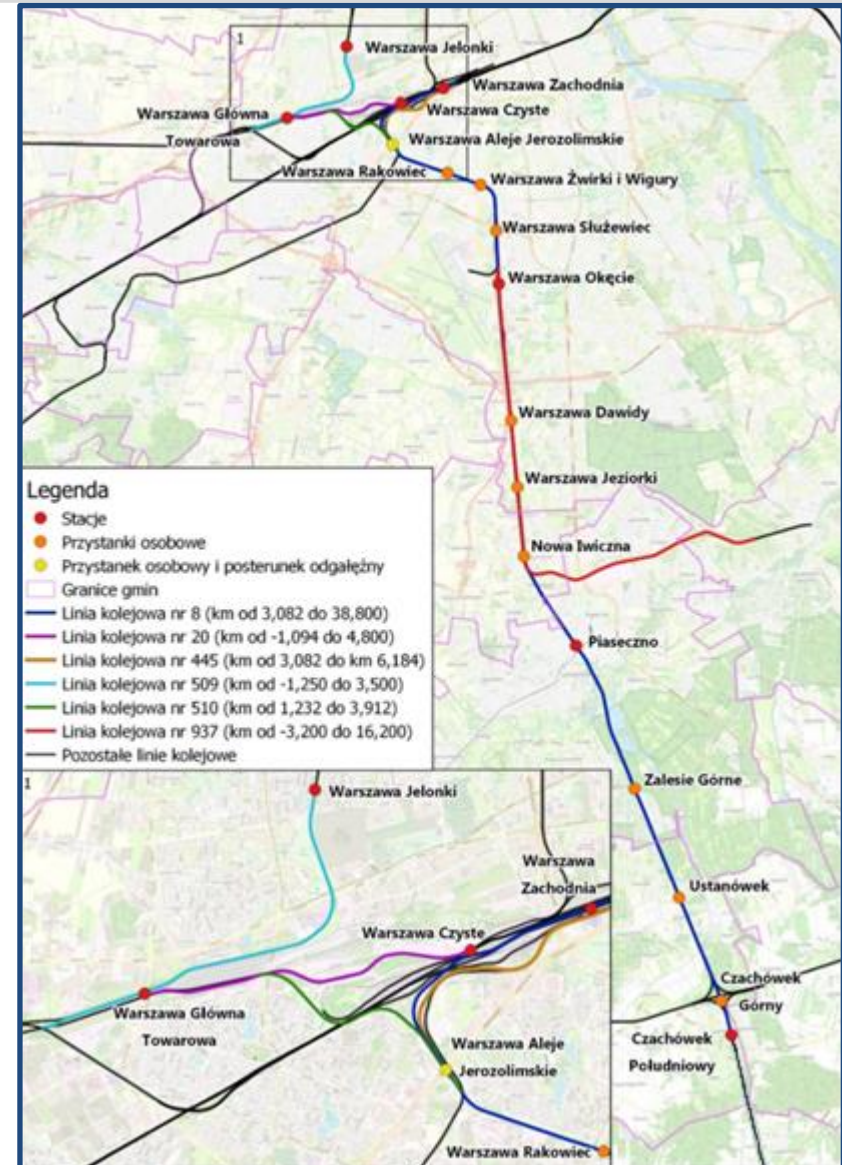 1
Warszawa Jelonki
Warszawa Zachodnia
Warszawa Czyste
Warszawa Główna
Towarowa
Warszawa Aleje Jerozolimskie
Warszawa Rakowiec
Warszawa Żwirki i Wigury
Warszawa Służewiec
Warszawa Okęcie
Warszawa Dawidy
Warszawa Jeziorki
Nowa Iwiczna
Piaseczno
Zalesie Górne
Ustanówek
Czachówek
Górny
Czachówek
Południowy
Legenda
Stacje
Przystanki osobowe
Przystanek osobowy i posterunek odgałęźny
Granice gmin
Linia kolejowa nr 8 (km od 3,082 do 38,800)
Linia kolejowa nr 20 (km od -1,094 do 4,800)
Linia kolejowa nr 445 (km od 3,082 do km 6,184)
Linia kolejowa nr 509 (km od -1,250 do 3,500)
Linia kolejowa nr 510 (km od 1,232 do 3,912)
Linia kolejowa nr 937 (km od -3,200 do 16,200)
Pozostałe linie kolejowe
1
Warszawa Jelonki
Warszawa
Zachodnia
Warszawa Czyste
Warszawa Główna
Towarowa
Warszawa Aleje
Jerozolimskie
Warszawa Rakowiec